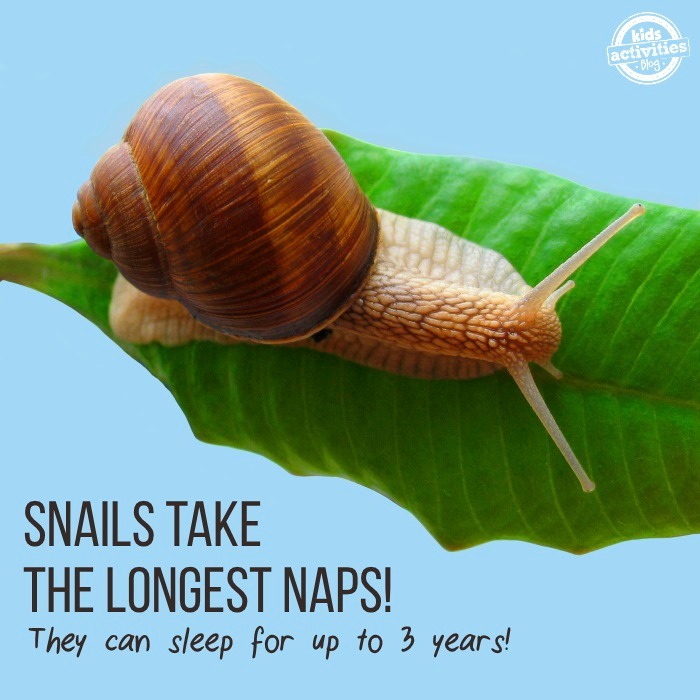 kids
activities
Blog
SNAILS TAKE
THE LONGEST NAPS!
They can sleep for up to 3 years!